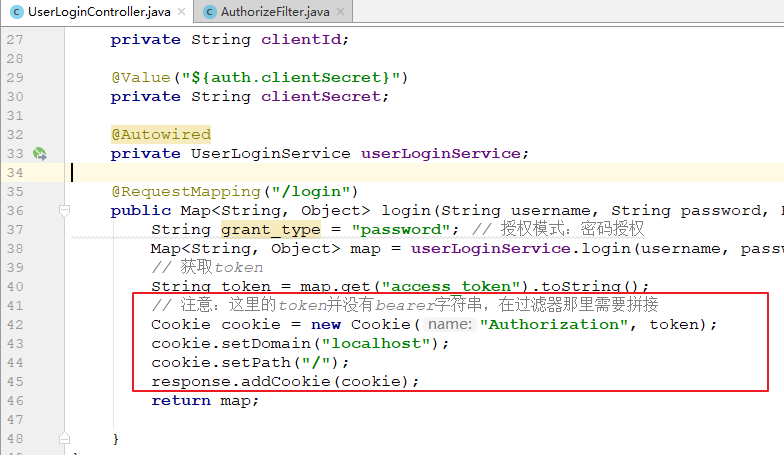 UserLoginController.java × AuthorizeFilter.java ×
27 private String clientId;
28
29 @Value("${auth.clientSecret}")
30 private String clientSecret;
31
32 @Autowired
33 private UserLoginService userLoginService;
34
35 @RequestMapping("/login")
36 public Map<String, Object> login(String username, String password,
37 String grant_type = "password"; // 授权模式：密码授权
38 Map<String, Object> map = userLoginService.login(username, passw
39 // 获取token
40 String token = map.get("access_token").toString();
41 // 注意：这里的token并没有bearer字符串，在过滤器那里需要拼接
42 Cookie cookie = new Cookie( name: "Authorization", token);
43 cookie.setDomain("localhost");
44 cookie.setPath("/");
45 response.addCookie(cookie);
46 return map;
47
48 }